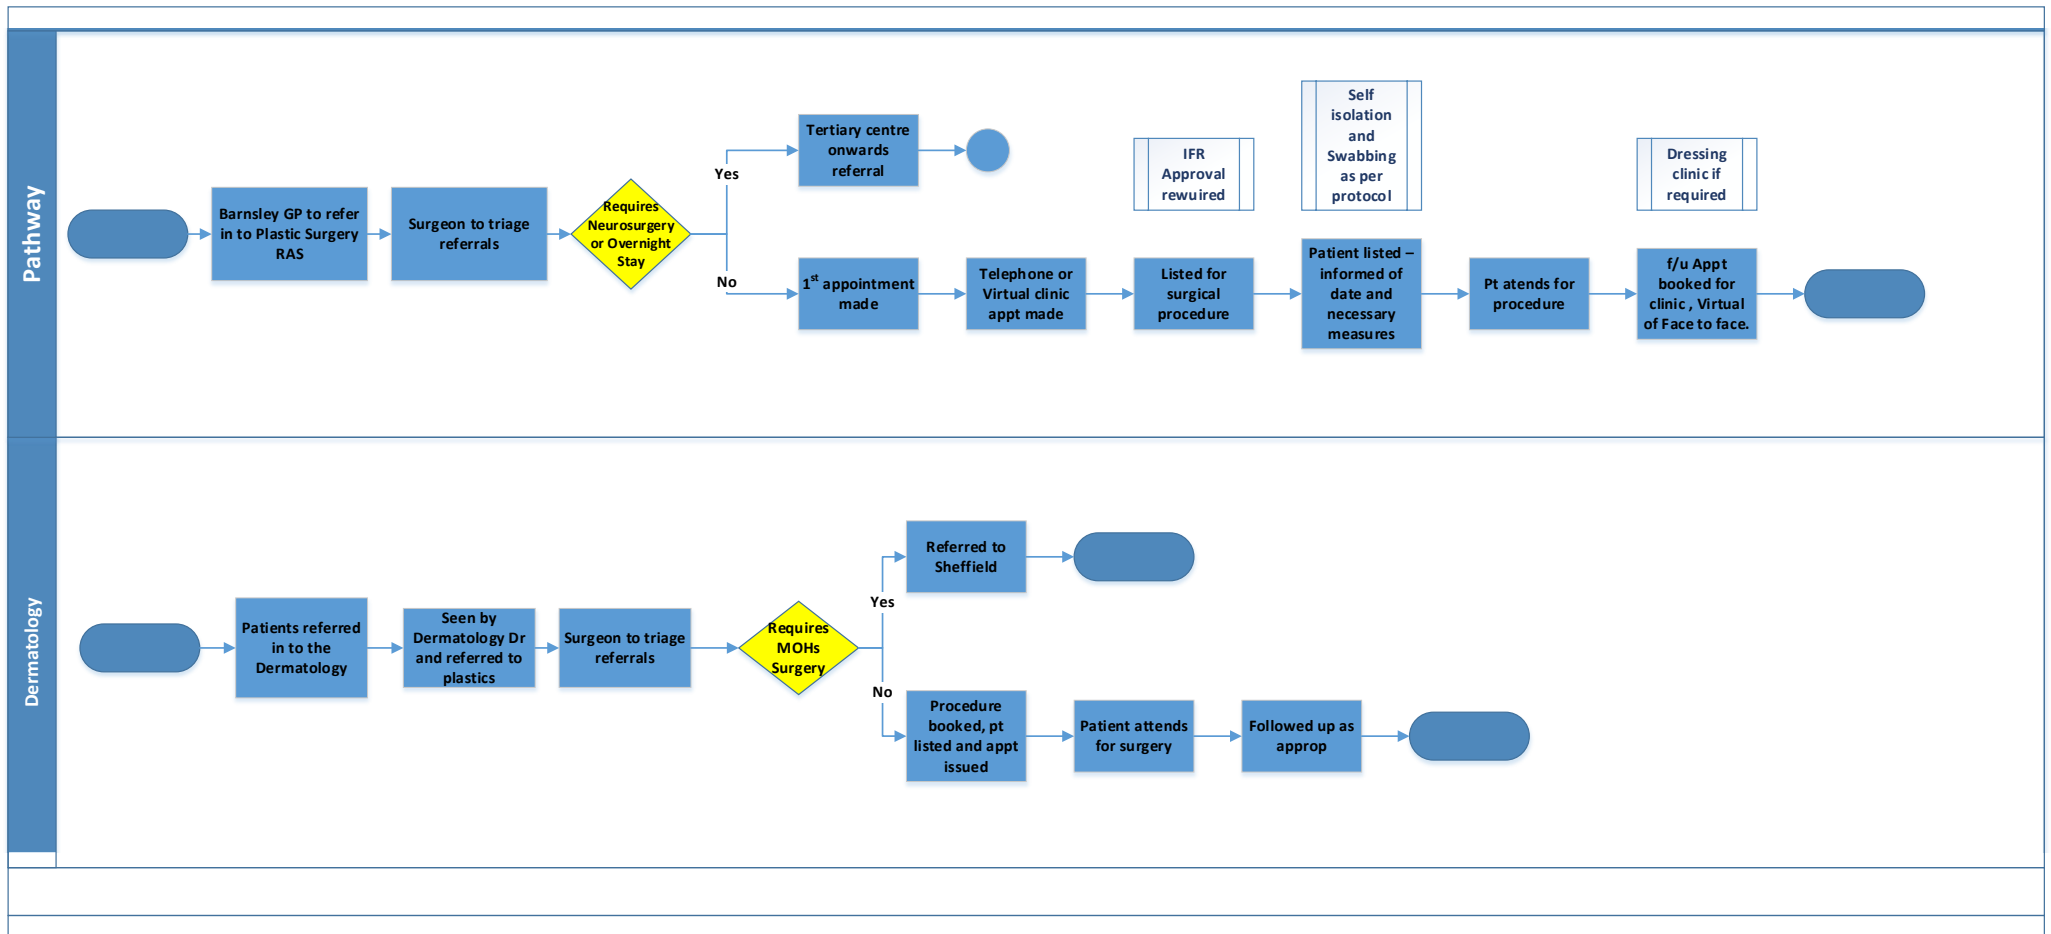 Pathway
Barnsley GP to refer
in to Plastic Surgery
RAS
Surgeon to triage
referrals
Requires
Neurosurgery
or Overnight
Stay
Yes
No
Tertiary centre
onwards
referral
1st appointment
made
Telephone or
Virtual clinic
appt made
IFR
Approval
rewuired
Listed for
surgical
procedure
Self
isolation
and
Swabbing
as per
protocol
Patient listed –
informed of
date and
necessary
measures
Pt atends for
procedure
Dressing
clinic if
required
f/u Appt
booked for
clinic , Virtual
of Face to face.
Dermatology
Patients referred
in to the
Dermatology
Seen by
Dermatology Dr
and referred to
plastics
Surgeon to triage
referrals
Requires
MOHs
Surgery
Yes
No
Referred to
Sheffield
Procedure
booked, pt
listed and appt
issued
Patient attends
for surgery
Followed up as
approp